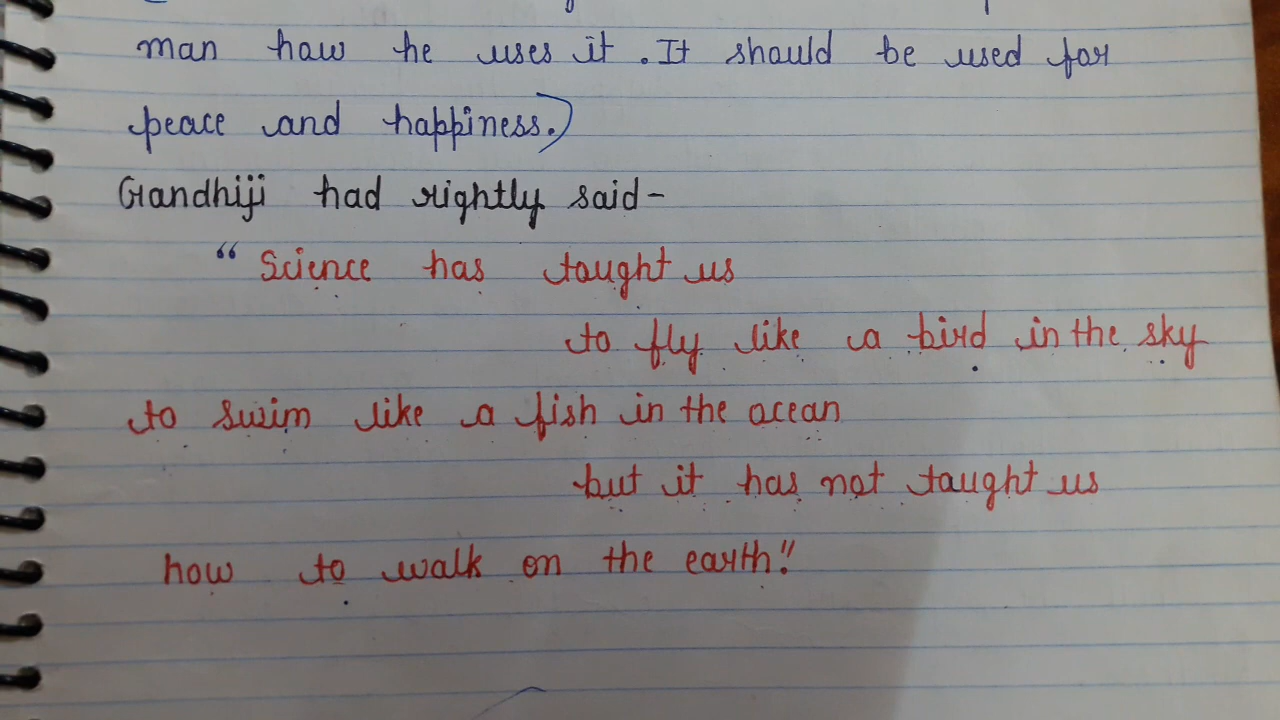 man how he uses it . It should be used for
peace and happiness.)
Gandhiji had rightly said-
“ Science has taught us
to fly like a bird in the sky
to swim like a fish in the ocean
but it has not taught us
how to walk on the earth!!